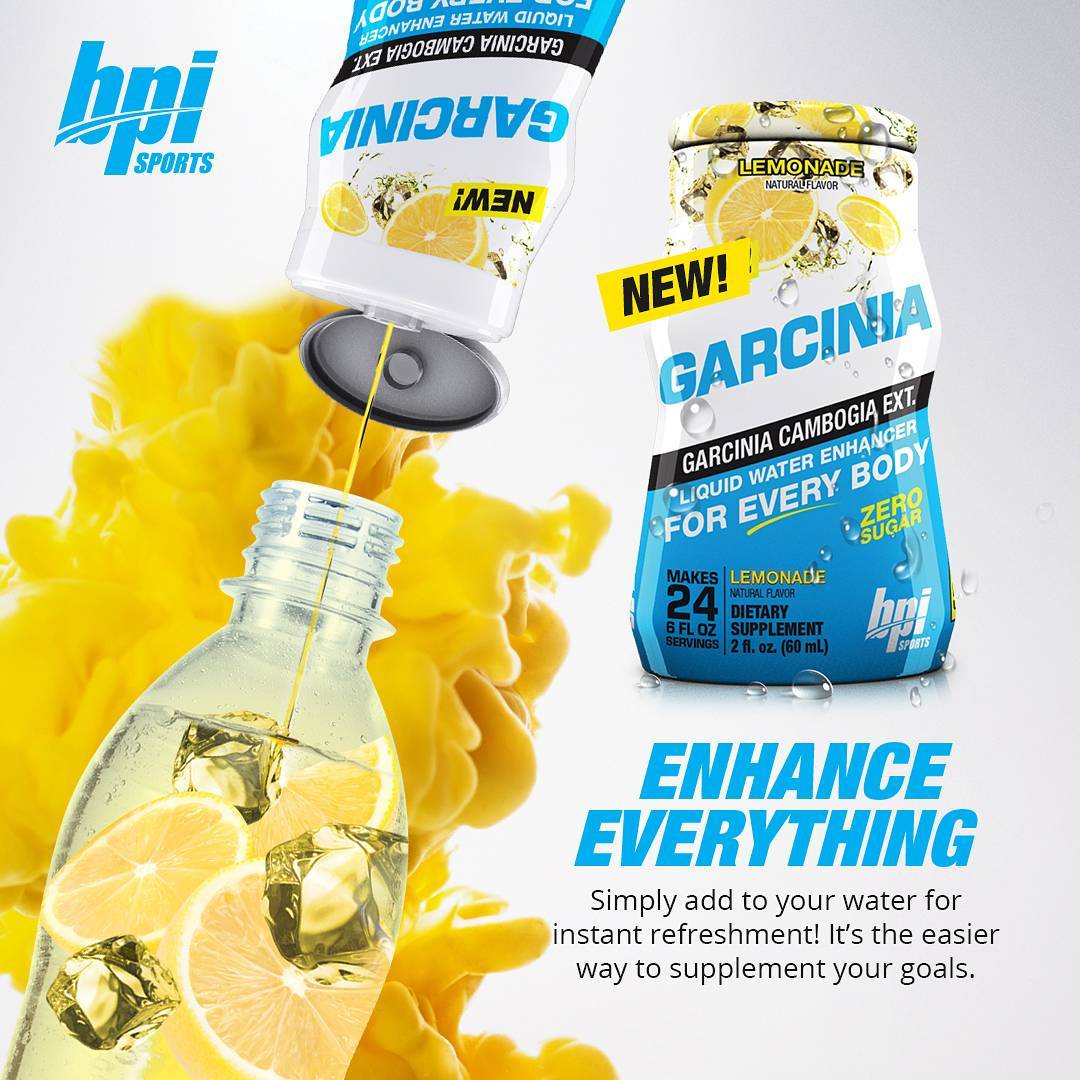 bpi
SPORTS
FOR EVERY BODY
LIQUID WATER ENHANCER
GARCINIA CAMBOGIA EXT.
GARCINIA
NEW!
LEMONADE
NATURAL FLAVOR
NEW!
GARCINIA
GARCINIA CAMBOGIA EXT.
LIQUID WATER ENHANCER
FOR EVERY BODY
ZERO
SUGAR
MAKES
24
6 FL OZ
SERVINGS
LEMONADE
NATURAL FLAVOR
DIETARY
SUPPLEMENT
2 fl. oz. (60 mL)
bpi
SPORTS
ENHANCE
EVERYTHING
Simply add to your water for
instant refreshment! It’s the easier
way to supplement your goals.